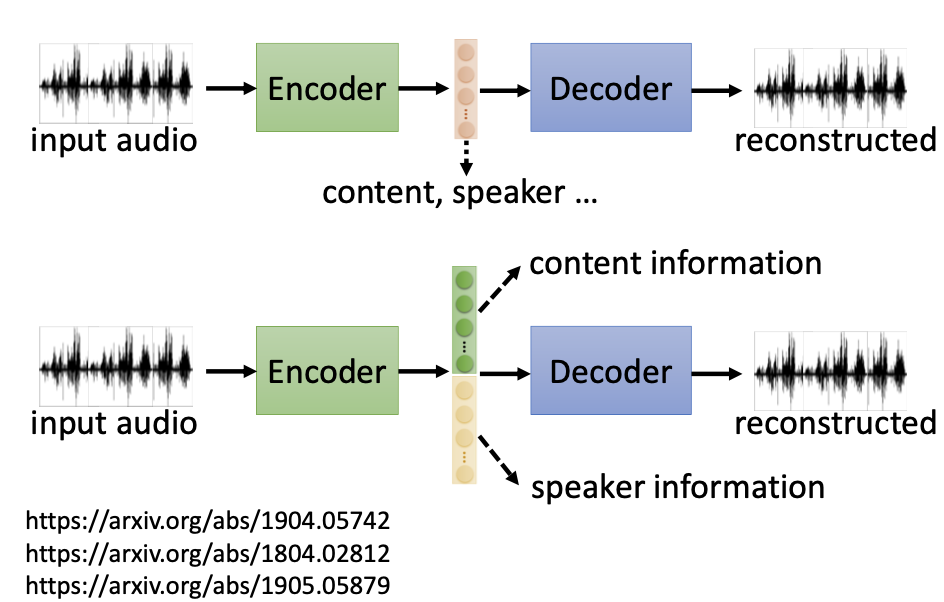 Encoder
Decoder
input audio
reconstructed
content, speaker ...
content information
Encoder
Decoder
input audio
reconstructed
speaker information
https://arxiv.org/abs/1904.05742
https://arxiv.org/abs/1804.02812
https://arxiv.org/abs/1905.05879